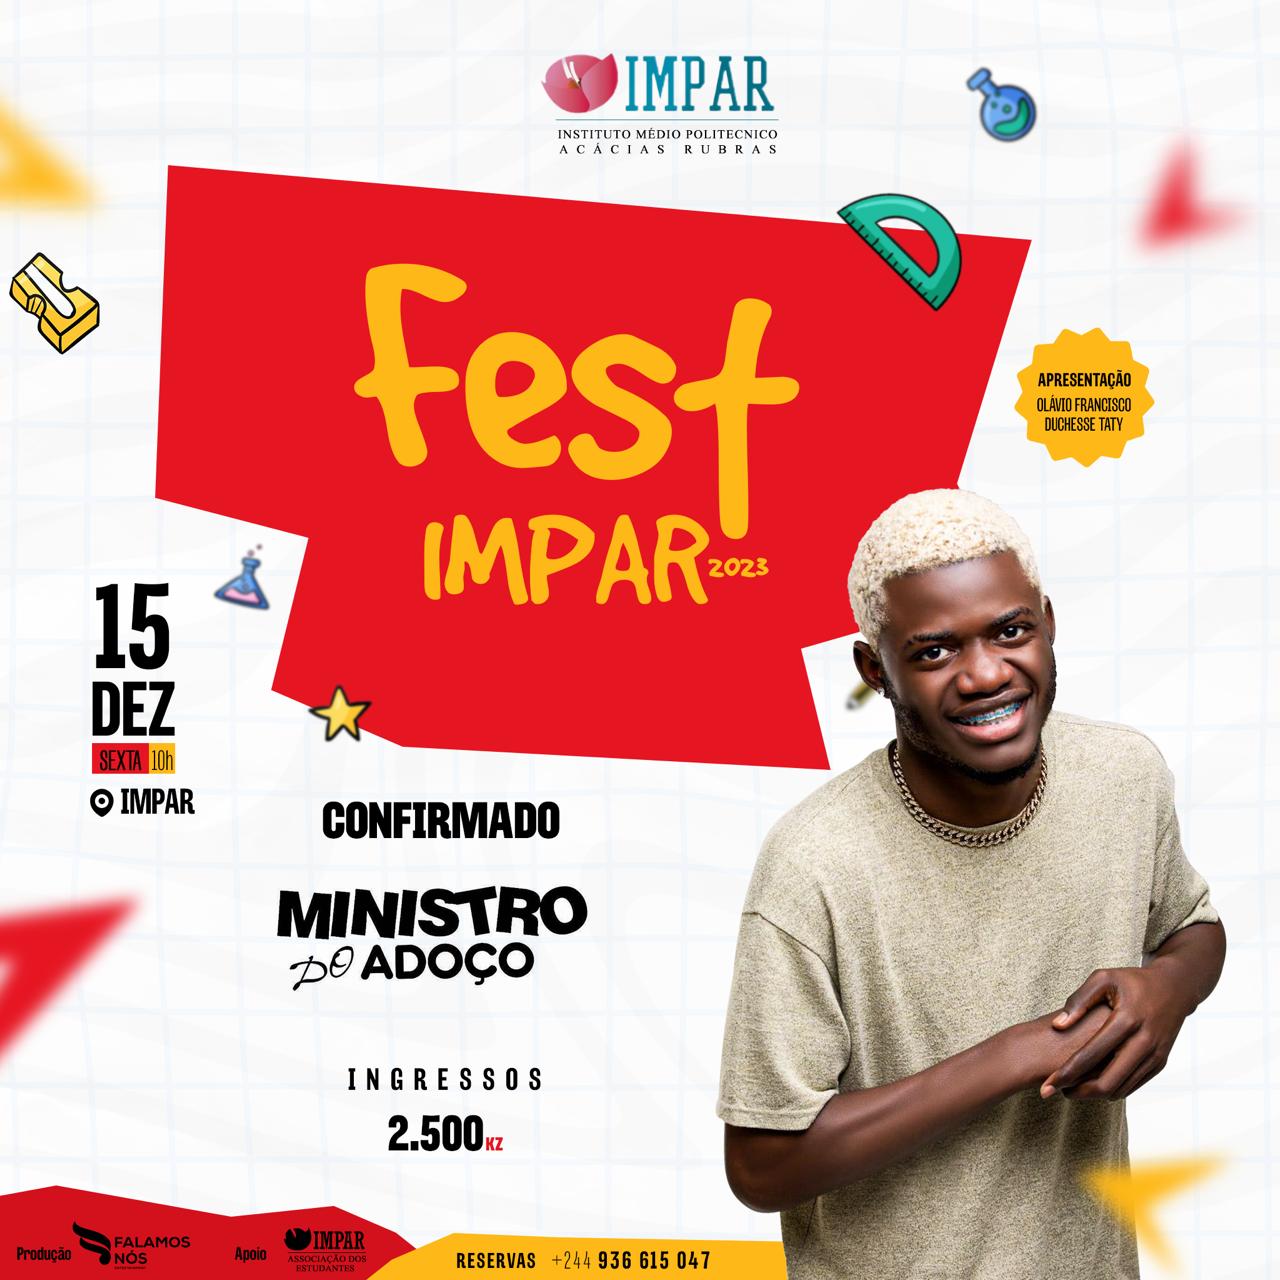 IMPAR
INSTITUTO MÉDIO POLITECNICO
ACÁCIAS RUBRAS
Fest
IMPAR 2023
APRESENTAÇÃO
OLÁVIO FRANCISCO
DUCHESSE TATY
15
DEZ
SEXTA 10h
IMPAR
CONFIRMADO
MINISTRO
DO ADOÇO
INGRESSOS
2.500 KZ
Produção
FALAMOS
NÓS
Apoio
IMPAR
ASSOCIAÇÃO DOS
ESTUDANTES
RESERVAS +244 936 615 047